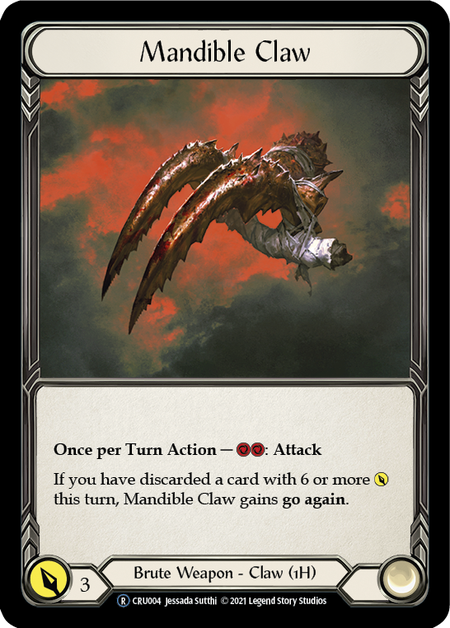 Mandible Claw
Once per Turn Action — : Attack
If you have discarded a card with 6 or more
this turn, Mandible Claw gains go again.
3
Brute Weapon - Claw (1H)
R CRU004 Jessada Sutthi © 2021 Legend Story Studios